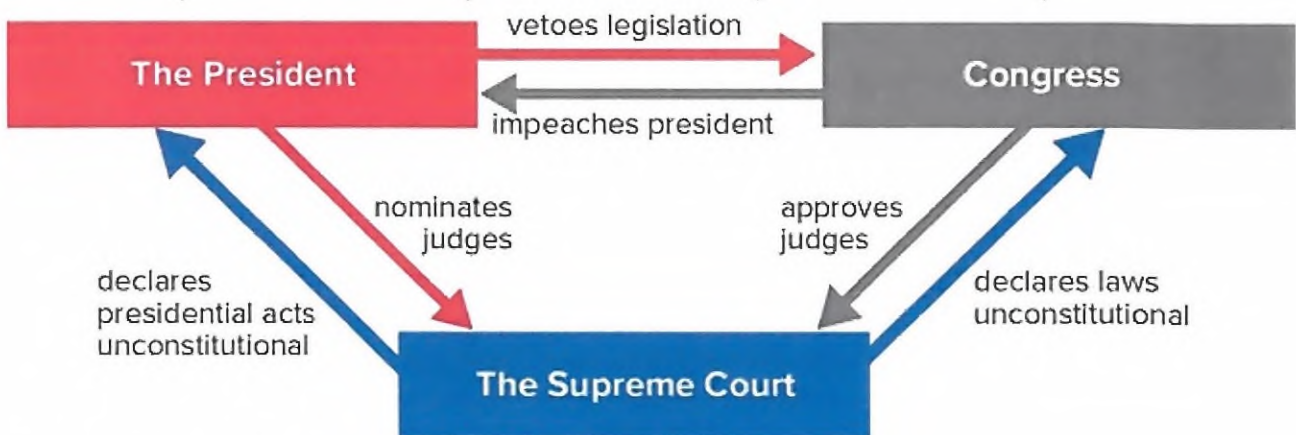 vetoes legislation
The President
Congress
impeaches president
nominates
judges
approves
judges
declares
presidential acts
unconstitutional
declares laws
unconstitutional
The Supreme Court